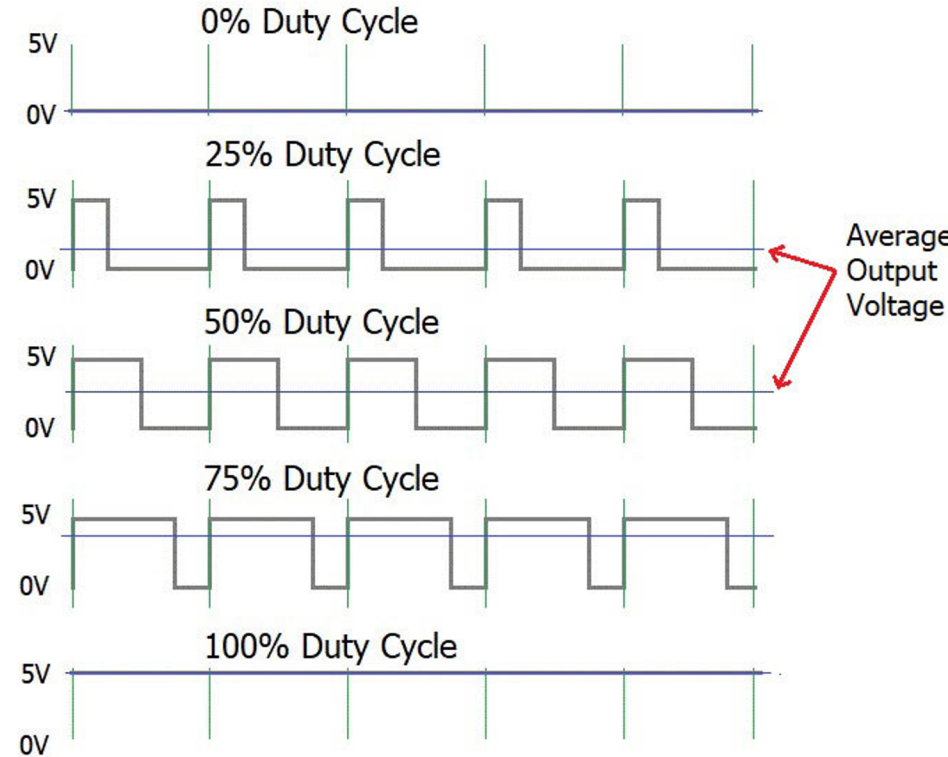 0% Duty Cycle
5V
0V
25% Duty Cycle
5V
0V
Average
Output
Voltage
50% Duty Cycle
5V
0V
75% Duty Cycle
5V
0V
100% Duty Cycle
5V
0V